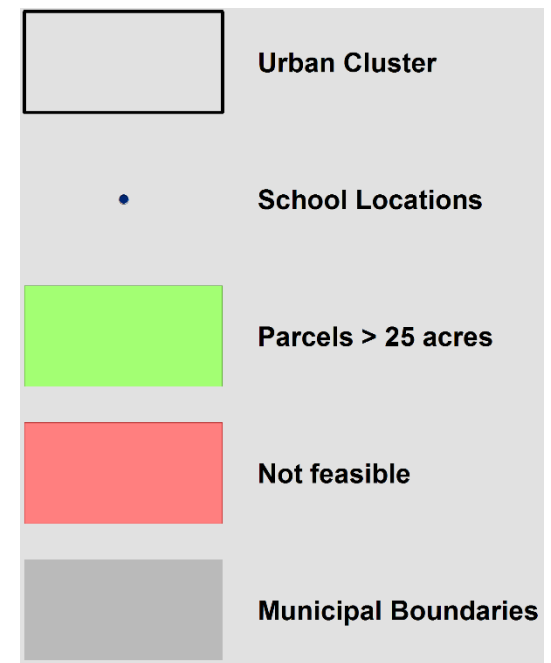 Urban Cluster
School Locations
Parcels > 25 acres
Not feasible
Municipal Boundaries